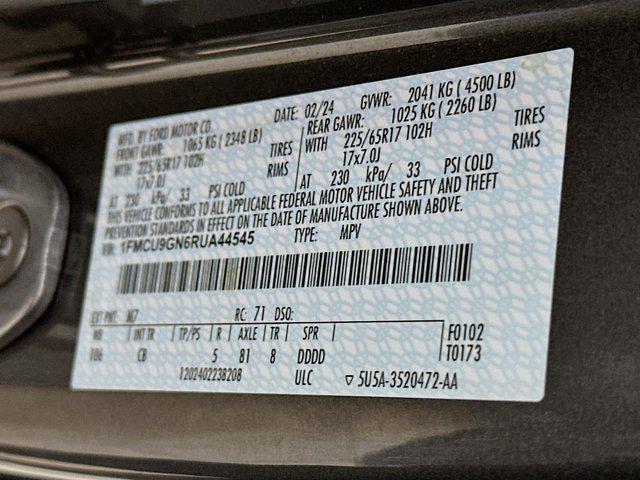 MFD. BY FORD MOTOR CO.
DATE: 02/24 GVWR: 2041 KG ( 4500 LB)
FRONT GAWR: 1065 KG ( 2348 LB) REAR GAWR: 1025 KG ( 2260 LB)
WITH 225/65R17 102H TIRES WITH 225/65R17 102H TIRES
17x7.0J RIMS 17x7.0J RIMS
AT 230 kPa/ 33 PSI COLD AT 230 kPa/ 33 PSI COLD
THIS VEHICLE CONFORMS TO ALL APPLICABLE FEDERAL MOTOR VEHICLE SAFETY AND THEFT
PREVENTION STANDARDS IN EFFECT ON THE DATE OF MANUFACTURE SHOWN ABOVE.
VIN: 1FMCU9GN6RUA44545 TYPE: MPV
EXT PNT: M7 RC: 71 DSO:
WB INT TR TP/PS R AXLE TR SPR F0102
106 CB 5 81 8 DDDD T0173
1202402238208 ULC ▽ 5U5A-3520472-AA